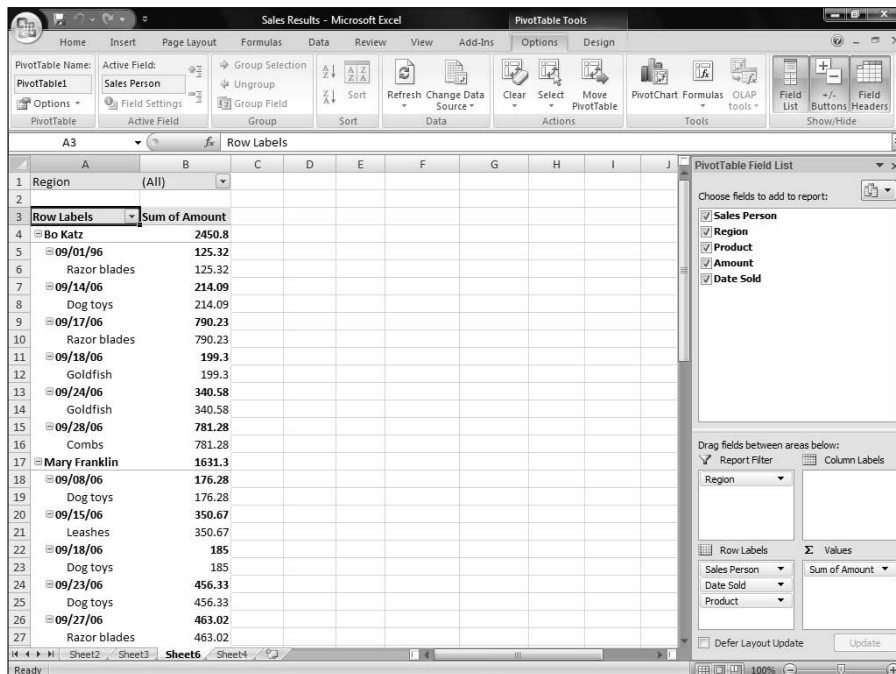 Sales Results - Microsoft Excel PivotTable Tools
Home Insert Page Layout Formulas Data Review View Add-Ins Options Design
PivotTable Name: Active Field: Group Selection
PivotTable1 Sales Person Ungroup Sort Refresh Change Data Source Clear Select Move PivotTable PivotChart Formulas OLAP tools Field List +/- Buttons Field Headers
Options Field Settings Group Field
PivotTable Active Field Group Sort Data Actions Tools Show/Hide
A3 fx Row Labels
A B C D E F G H I J PivotTable Field List
1 Region (All)
2 Choose fields to add to report:
3 Row Labels Sum of Amount Sales Person
4 Bo Katz 2450.8 Region
5 09/01/96 125.32 Product
6 Razor blades 125.32 Amount
7 09/14/06 214.09 Date Sold
8 Dog toys 214.09
9 09/17/06 790.23
10 Razor blades 790.23
11 09/18/06 199.3
12 Goldfish 199.3
13 09/24/06 340.58
14 Goldfish 340.58
15 09/28/06 781.28
16 Combs 781.28 Drag fields between areas below:
17 Mary Franklin 1631.3 Report Filter Column Labels
18 09/08/06 176.28 Region
19 Dog toys 176.28
20 09/15/06 350.67
21 Leashes 350.67
22 09/18/06 185 Row Labels Σ Values
23 Dog toys 185 Sales Person Sum of Amount
24 09/23/06 456.33 Date Sold
25 Dog toys 456.33 Product
26 09/27/06 463.02
27 Razor blades 463.02 Defer Layout Update Update
Sheet2 Sheet3 Sheet6 Sheet4
Ready 100%